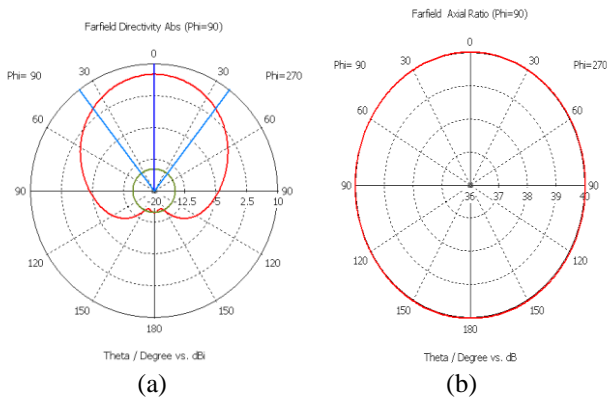 Farfield Directivity Abs (Phi=90)
0
30 30
Phi= 90 Phi=270
60 60
90 -20 -12.5 -5 2.5 10 90
120 120
150 150
180
Theta / Degree vs. dBi
(a)
Farfield Axial Ratio (Phi=90)
0
30 30
Phi= 90 Phi=270
60 60
90 36 37 38 39 40 90
120 120
150 150
180
Theta / Degree vs. dB
(b)